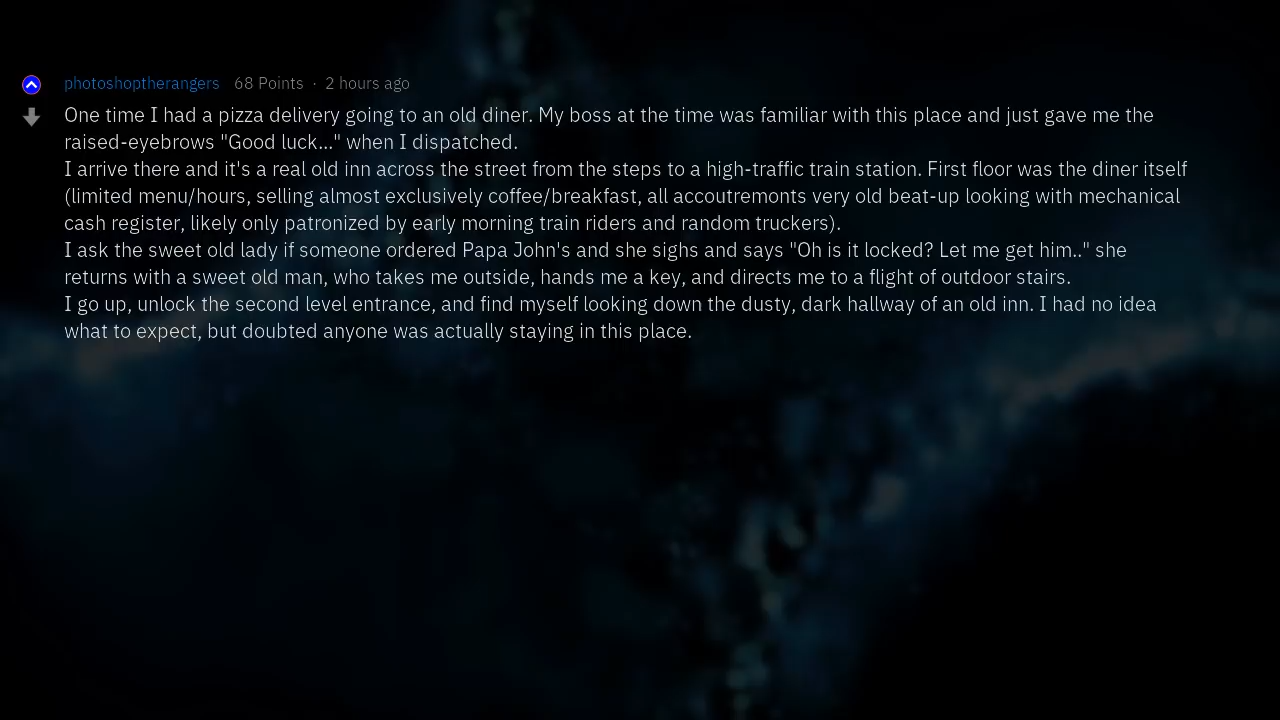 photoshoptherangers 68 Points · 2 hours ago
One time I had a pizza delivery going to an old diner. My boss at the time was familiar with this place and just gave me the
raised-eyebrows "Good luck..." when I dispatched.
I arrive there and it's a real old inn across the street from the steps to a high-traffic train station. First floor was the diner itself
(limited menu/hours, selling almost exclusively coffee/breakfast, all accoutremonts very old beat-up looking with mechanical
cash register, likely only patronized by early morning train riders and random truckers).
I ask the sweet old lady if someone ordered Papa John's and she sighs and says "Oh is it locked? Let me get him.." she
returns with a sweet old man, who takes me outside, hands me a key, and directs me to a flight of outdoor stairs.
I go up, unlock the second level entrance, and find myself looking down the dusty, dark hallway of an old inn. I had no idea
what to expect, but doubted anyone was actually staying in this place.